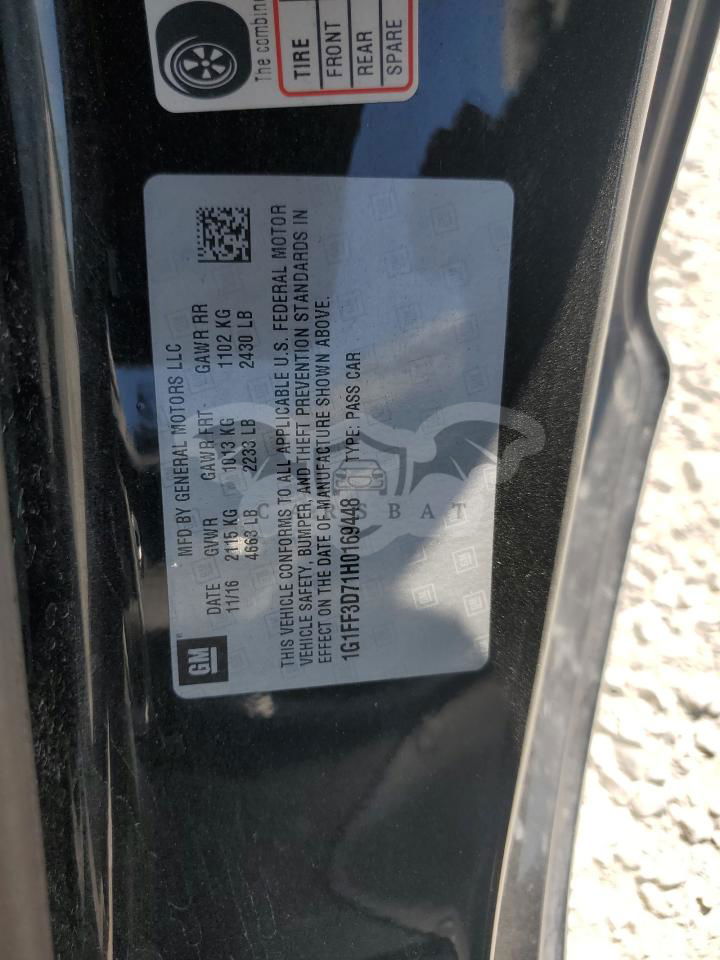 The combin
TIRE
FRONT
REAR
SPARE
MFD BY GENERAL MOTORS LLC
DATE GVWR GAWR FRT GAWR RR
11/16 2115 KG 1013 KG 1102 KG
4663 LB 2233 LB 2430 LB
THIS VEHICLE CONFORMS TO ALL APPLICABLE U.S. FEDERAL MOTOR
VEHICLE SAFETY, BUMPER, AND THEFT PREVENTION STANDARDS IN
EFFECT ON THE DATE OF MANUFACTURE SHOWN ABOVE.
1G1FF3D71H0169448 TYPE: PASS CAR
GM
CARSBAT